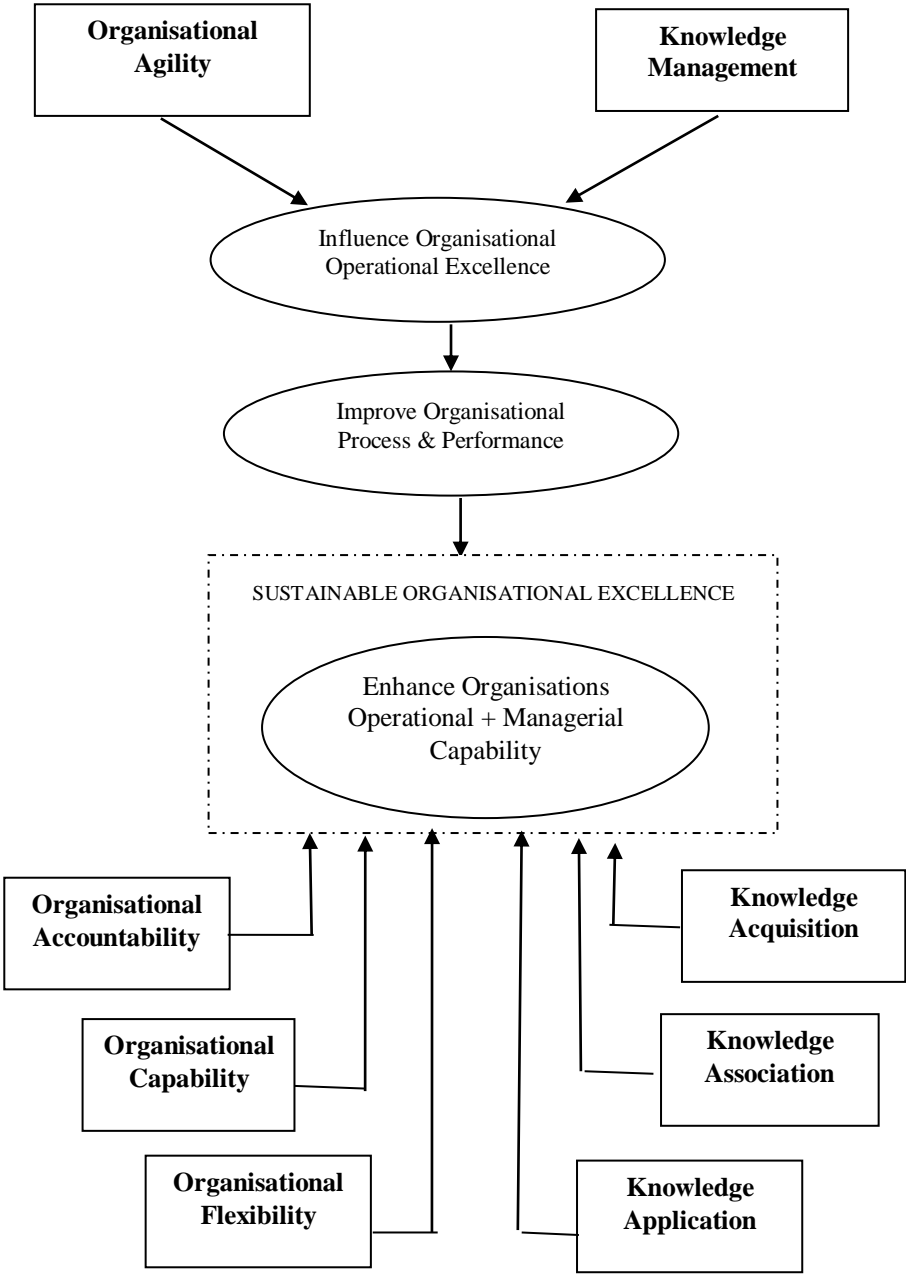 Organisational
Agility
Knowledge
Management
Influence Organisational
Operational Excellence
Improve Organisational
Process & Performance
SUSTAINABLE ORGANISATIONAL EXCELLENCE
Enhance Organisations
Operational + Managerial
Capability
Organisational
Accountability
Knowledge
Acquisition
Organisational
Capability
Knowledge
Association
Organisational
Flexibility
Knowledge
Application